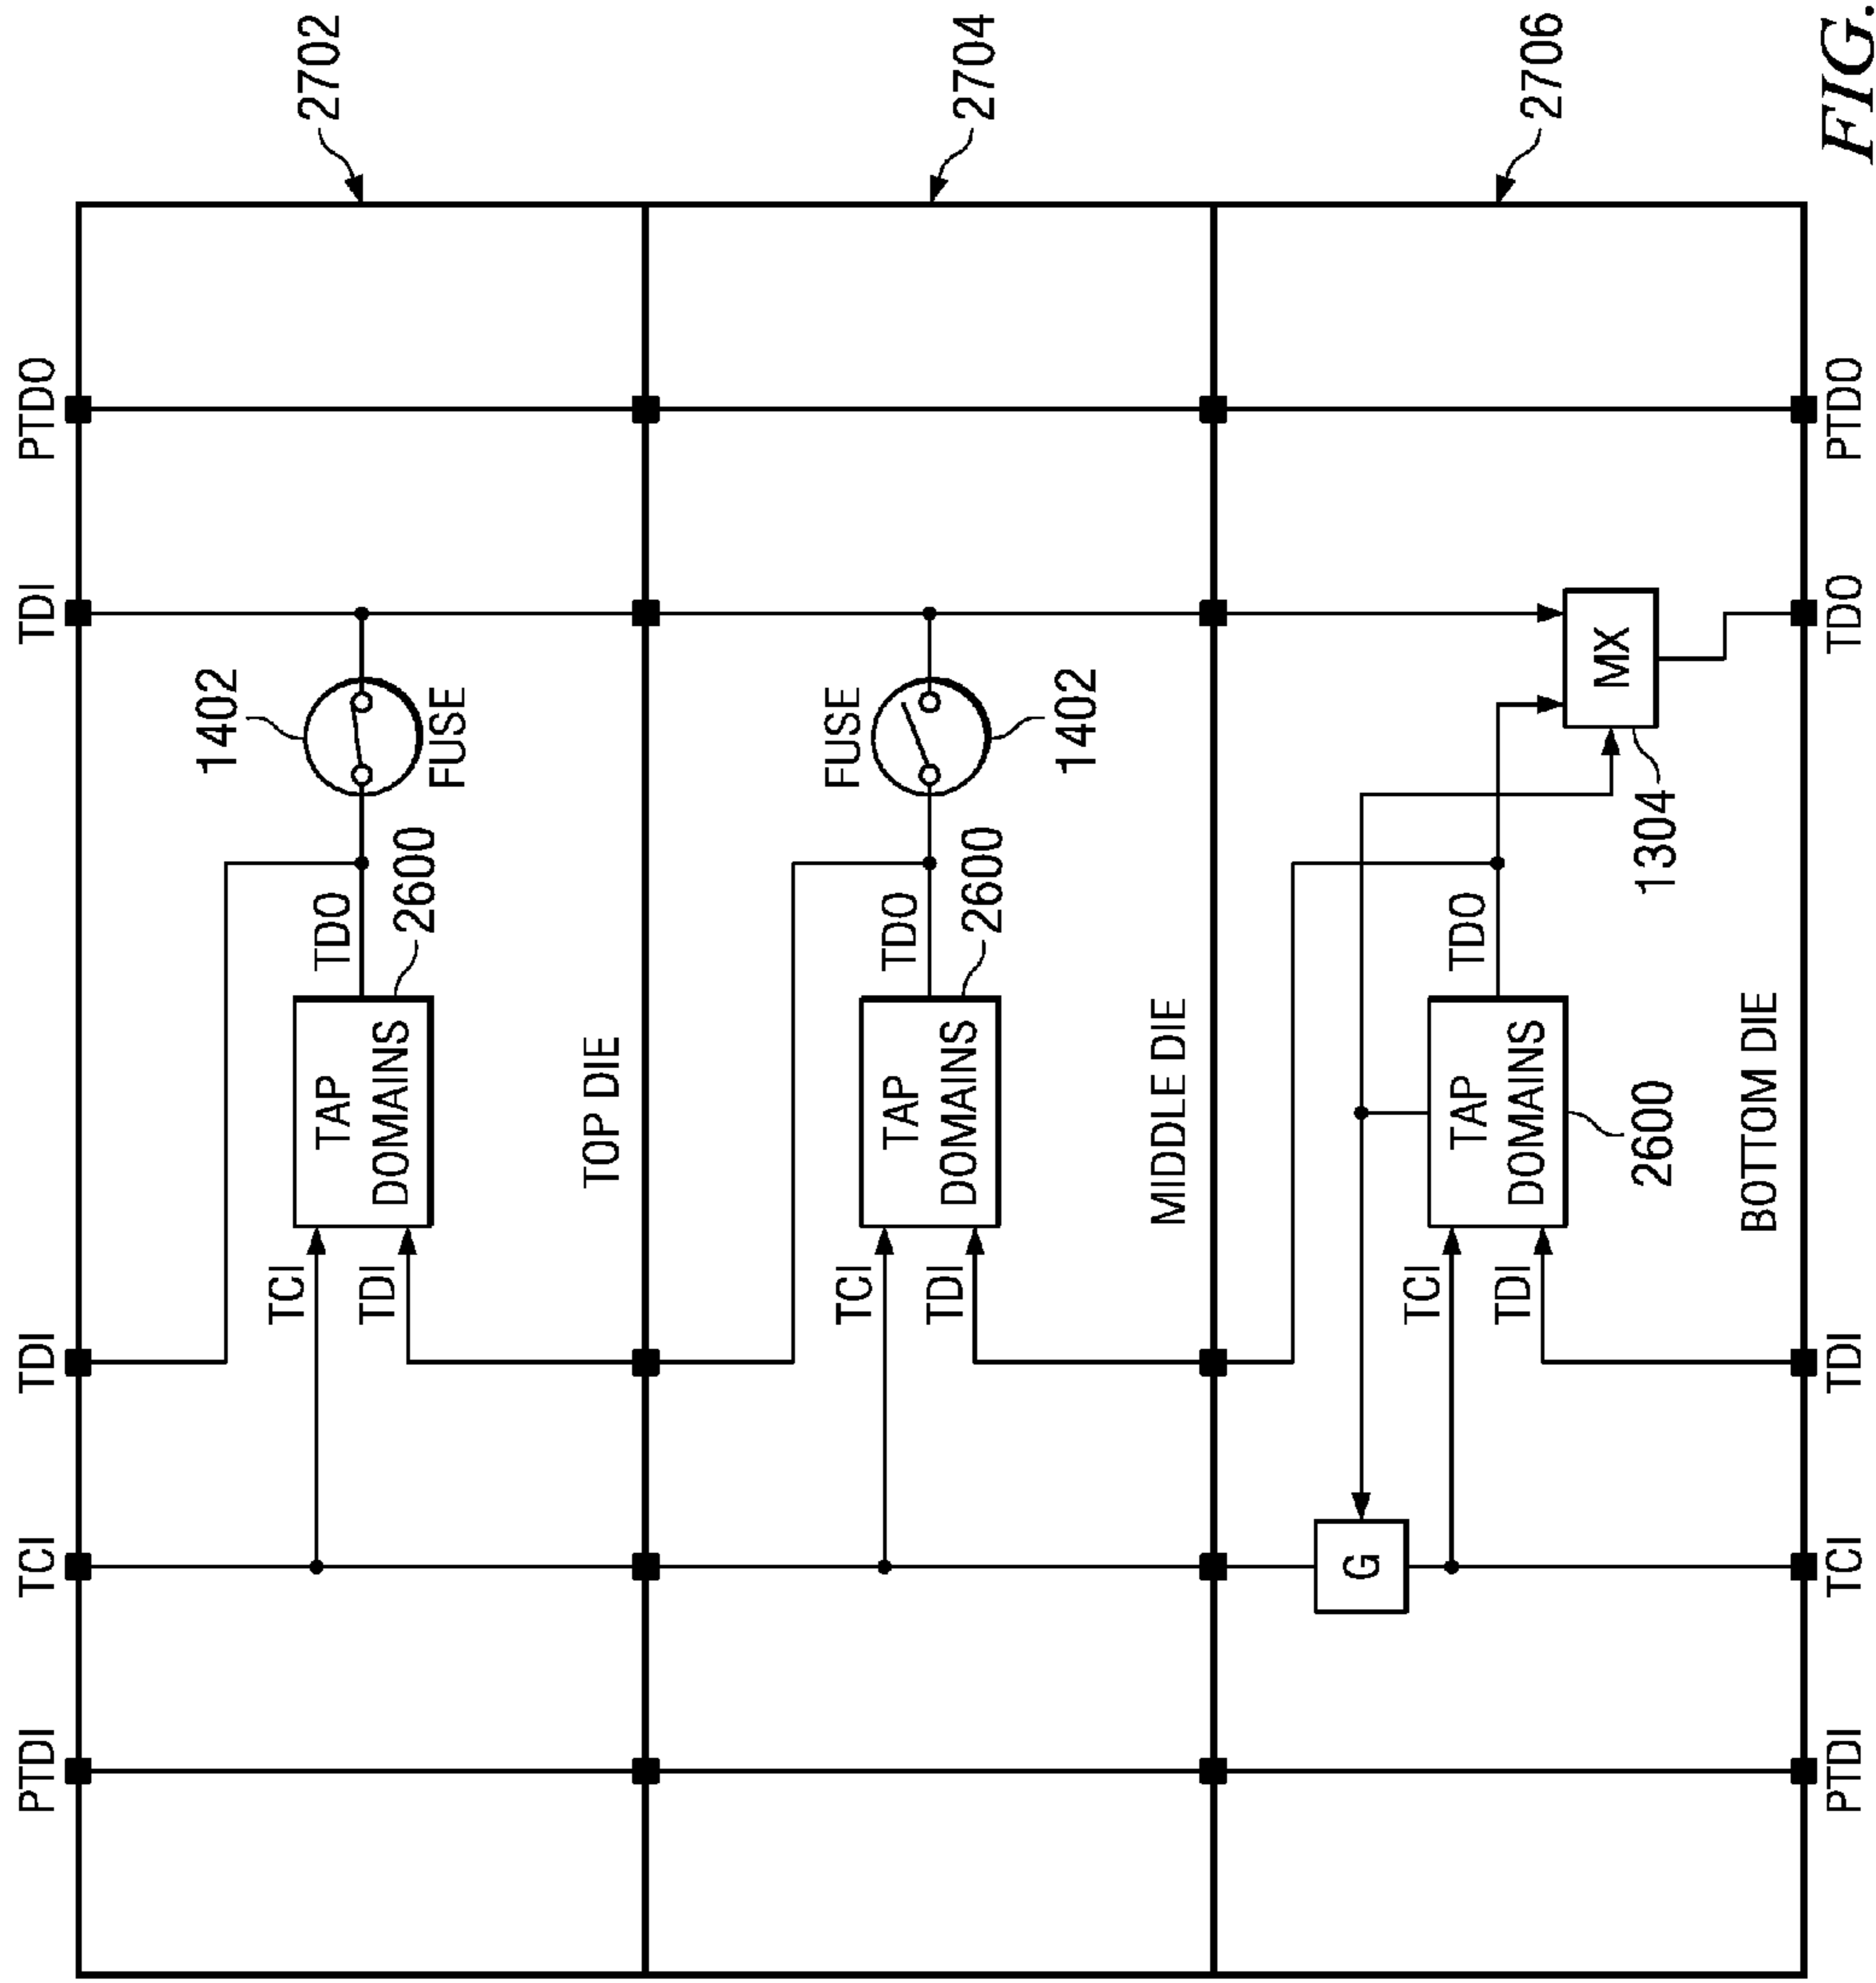 PTDI
TCI
TDI
TDI
PTDO
TCI
TDI
TAP
DOMAINS
TDO
2600
1402
FUSE
TOP DIE
2702
TCI
TDI
TAP
DOMAINS
TDO
2600
FUSE
1402
MIDDLE DIE
2704
G
TCI
TDI
TAP
DOMAINS
2600
TDO
1304
MX
BOTTOM DIE
2706
PTDI
TCI
TDI
TDO
PTDO
FIG.